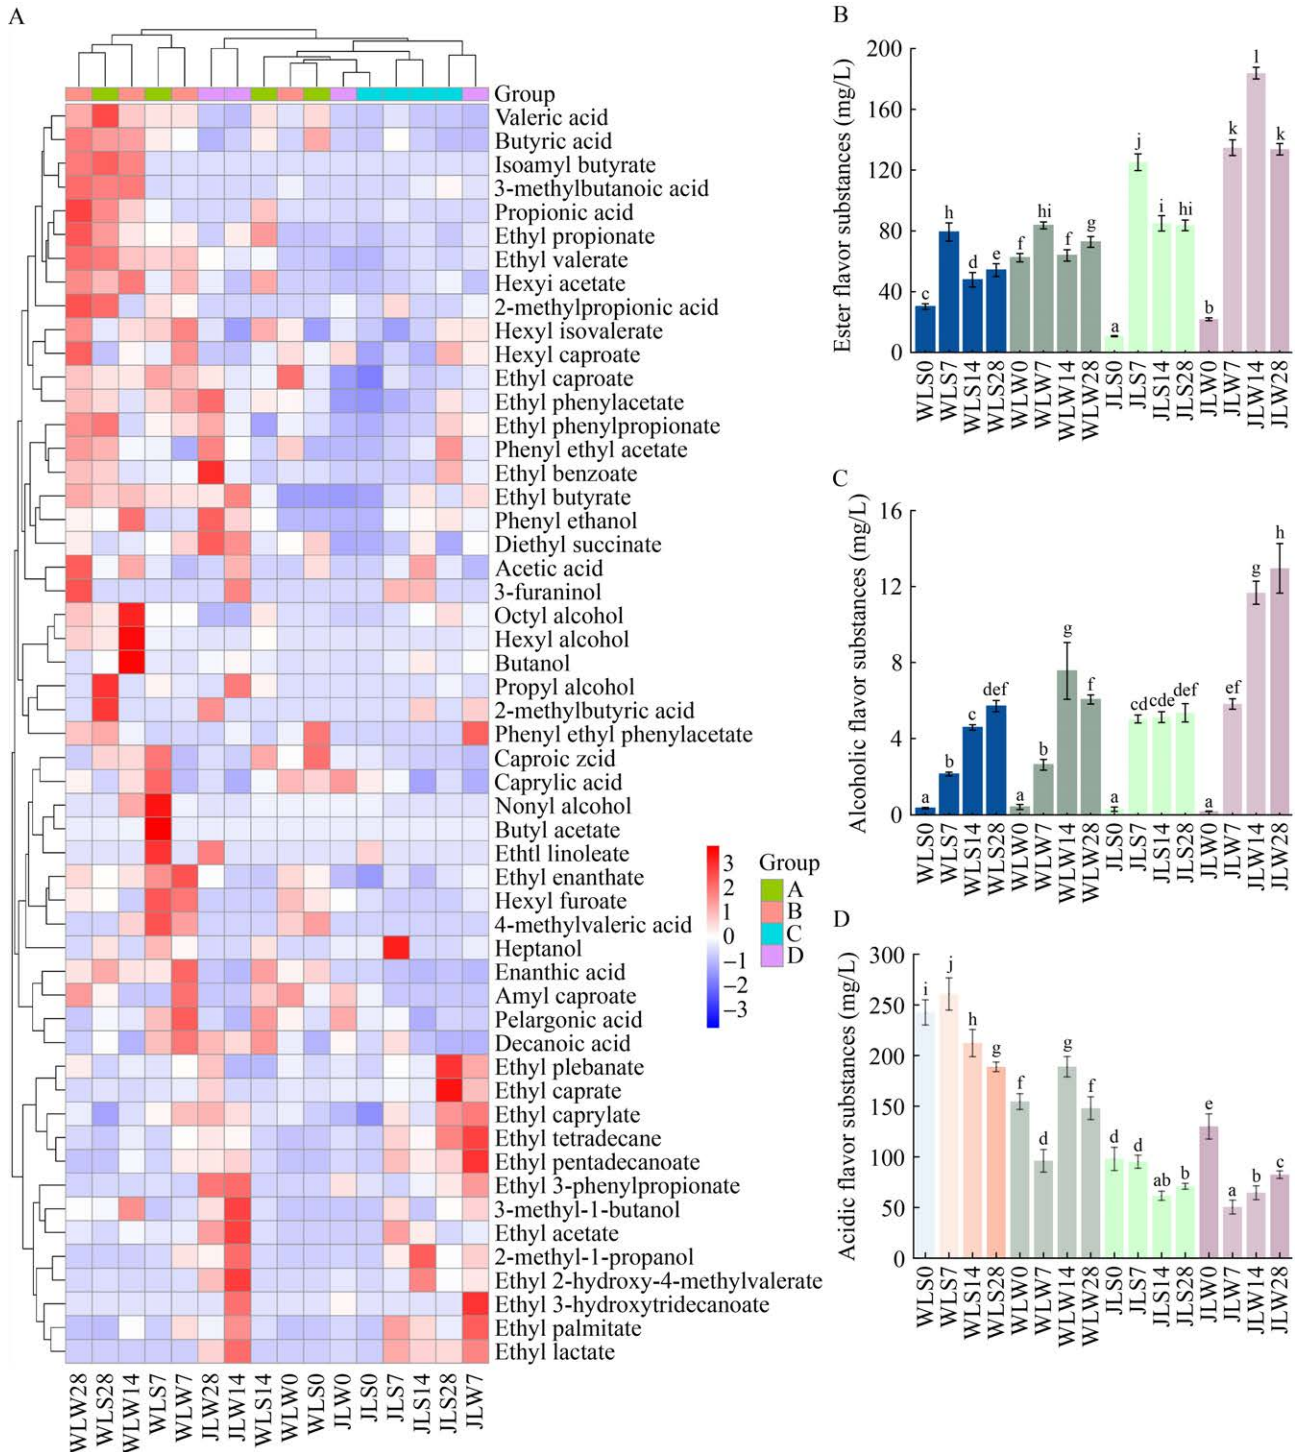 A
Group
Valeric acid
Butyric acid
Isoamyl butyrate
3-methylbutanoic acid
Propionic acid
Ethyl propionate
Ethyl valerate
Hexyi acetate
2-methylpropionic acid
Hexyl isovalerate
Hexyl caproate
Ethyl caproate
Ethyl phenylacetate
Ethyl phenylpropionate
Phenyl ethyl acetate
Ethyl benzoate
Ethyl butyrate
Phenyl ethanol
Diethyl succinate
Acetic acid
3-furaninol
Octyl alcohol
Hexyl alcohol
Butanol
Propyl alcohol
2-methylbutyric acid
Phenyl ethyl phenylacetate
Caproic zcid
Caprylic acid
Nonyl alcohol
Butyl acetate
Ethtl linoleate
Ethyl enanthate
Hexyl furoate
4-methylvaleric acid
Heptanol
Enanthic acid
Amyl caproate
Pelargonic acid
Decanoic acid
Ethyl plebanate
Ethyl caprate
Ethyl caprylate
Ethyl tetradecane
Ethyl pentadecanoate
Ethyl 3-phenylpropionate
3-methyl-1-butanol
Ethyl acetate
2-methyl-1-propanol
Ethyl 2-hydroxy-4-methylvalerate
Ethyl 3-hydroxytridecanoate
Ethyl palmitate
Ethyl lactate
WLW28 WLS28 WLW14 WLS7 WLW7 JLW28 JLW14 WLS14 WLW0 WLS0 JLW0 JLS0 JLS7 JLS14 JLS28 JLW7
3
2
1
0
−1
−2
−3
Group
A
B
C
D
B
Ester flavor substances (mg/L)
200
160
120
80
40
0
c h d e f hi f g a j i hi b k l k
WLS0 WLS7 WLS14 WLS28 WLW0 WLW7 WLW14 WLW28 JLS0 JLS7 JLS14 JLS28 JLW0 JLW7 JLW14 JLW28
C
Alcoholic flavor substances (mg/L)
16
12
8
4
0
a b c def a b g f a cd cde def a ef g h
WLS0 WLS7 WLS14 WLS28 WLW0 WLW7 WLW14 WLW28 JLS0 JLS7 JLS14 JLS28 JLW0 JLW7 JLW14 JLW28
D
Acidic flavor substances (mg/L)
300
250
200
150
100
50
0
i j h g f d g f d d ab b e a b c
WLS0 WLS7 WLS14 WLS28 WLW0 WLW7 WLW14 WLW28 JLS0 JLS7 JLS14 JLS28 JLW0 JLW7 JLW14 JLW28